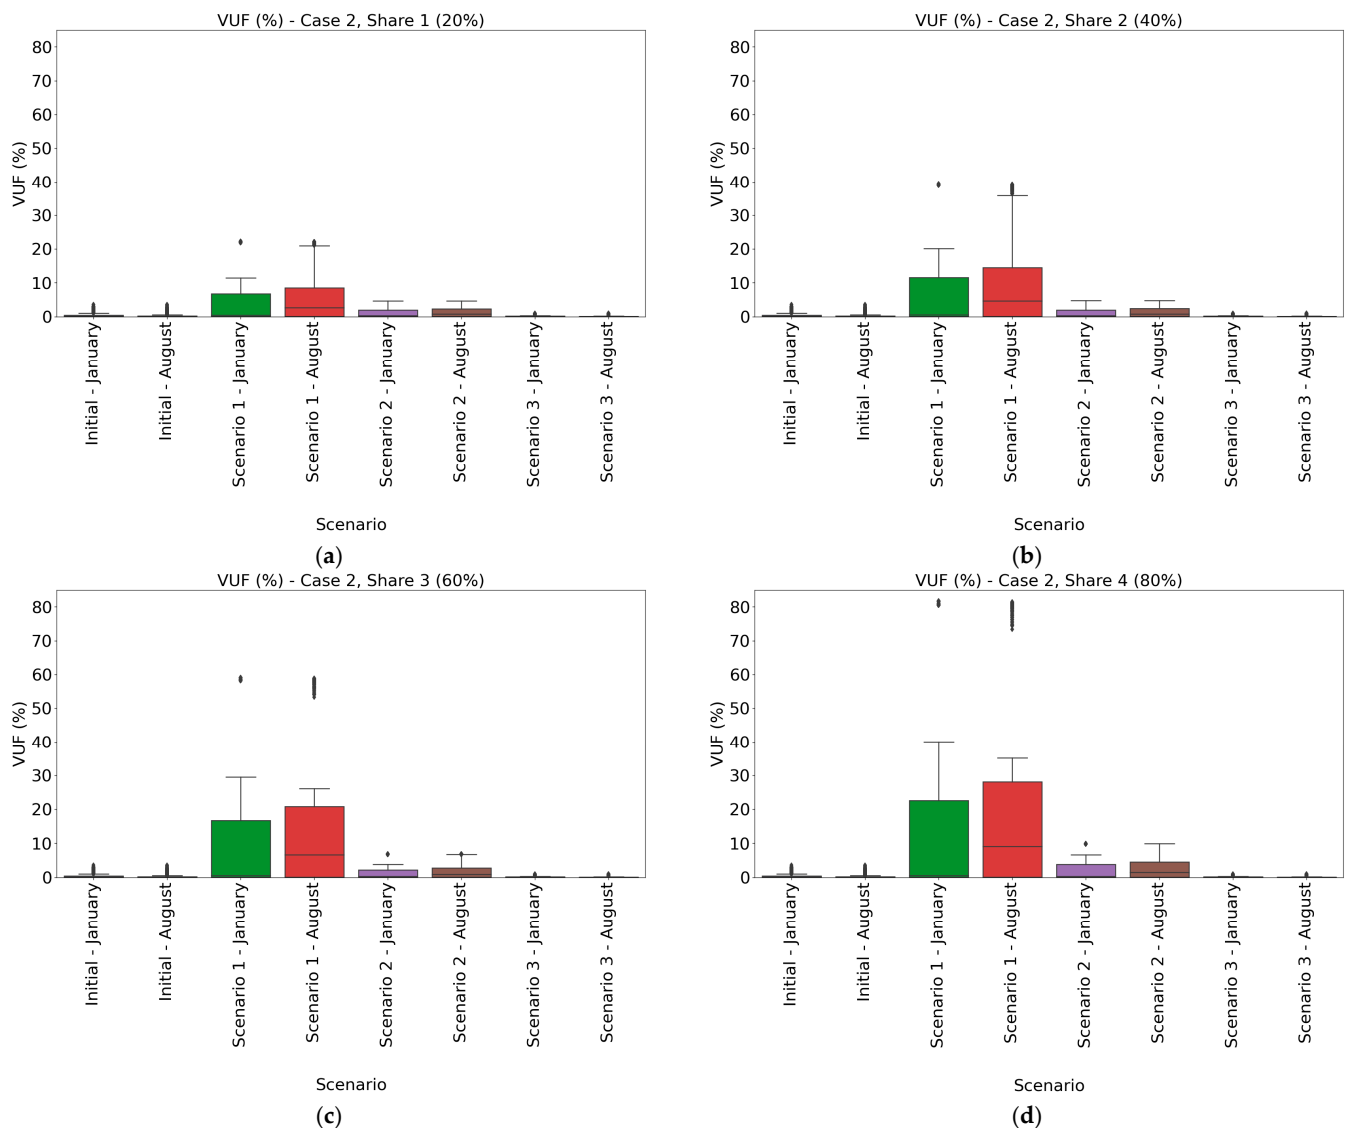 VUF (%) - Case 2, Share 1 (20%)
VUF (%)
80
70
60
50
40
30
20
10
0
Initial - January
Initial - August
Scenario 1 - January
Scenario 1 - August
Scenario 2 - January
Scenario 2 - August
Scenario 3 - January
Scenario 3 - August
Scenario
(a)
VUF (%) - Case 2, Share 2 (40%)
VUF (%)
80
70
60
50
40
30
20
10
0
Initial - January
Initial - August
Scenario 1 - January
Scenario 1 - August
Scenario 2 - January
Scenario 2 - August
Scenario 3 - January
Scenario 3 - August
Scenario
(b)
VUF (%) - Case 2, Share 3 (60%)
VUF (%)
80
70
60
50
40
30
20
10
0
Initial - January
Initial - August
Scenario 1 - January
Scenario 1 - August
Scenario 2 - January
Scenario 2 - August
Scenario 3 - January
Scenario 3 - August
Scenario
(c)
VUF (%) - Case 2, Share 4 (80%)
VUF (%)
80
70
60
50
40
30
20
10
0
Initial - January
Initial - August
Scenario 1 - January
Scenario 1 - August
Scenario 2 - January
Scenario 2 - August
Scenario 3 - January
Scenario 3 - August
Scenario
(d)